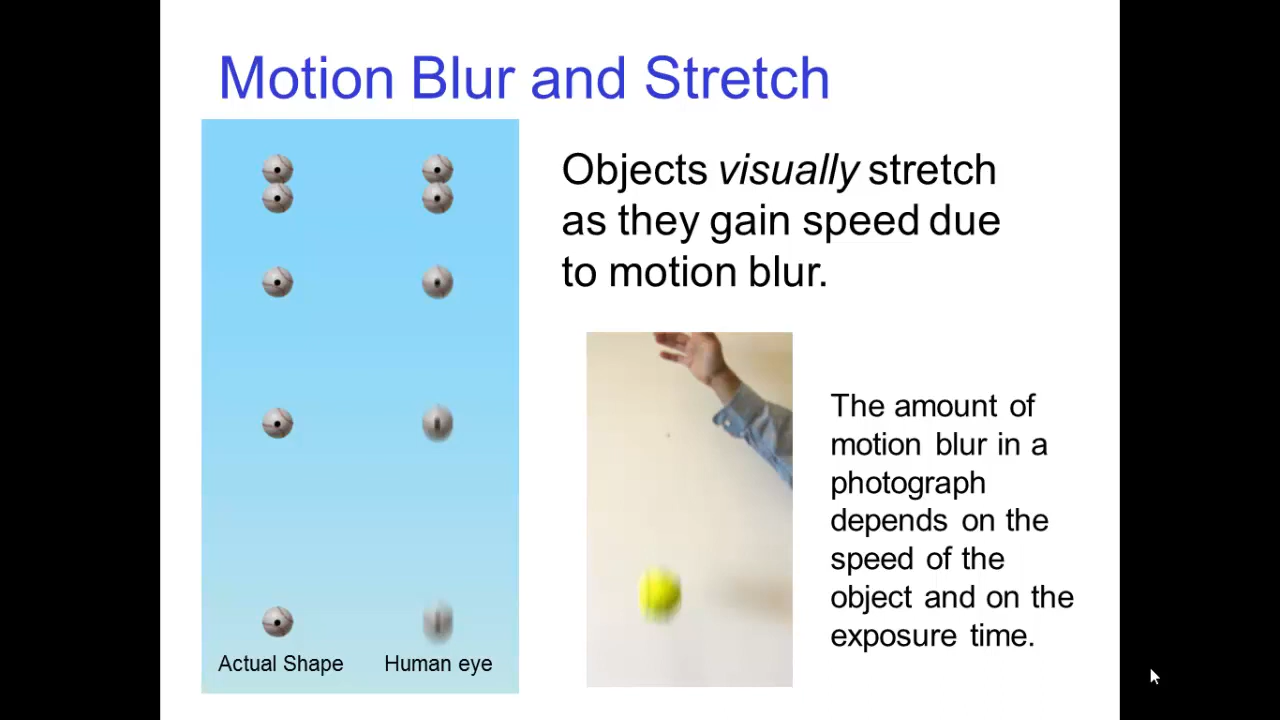 Motion Blur and Stretch
Objects visually stretch
as they gain speed due
to motion blur.
The amount of
motion blur in a
photograph
depends on the
speed of the
object and on the
exposure time.
Actual Shape
Human eye